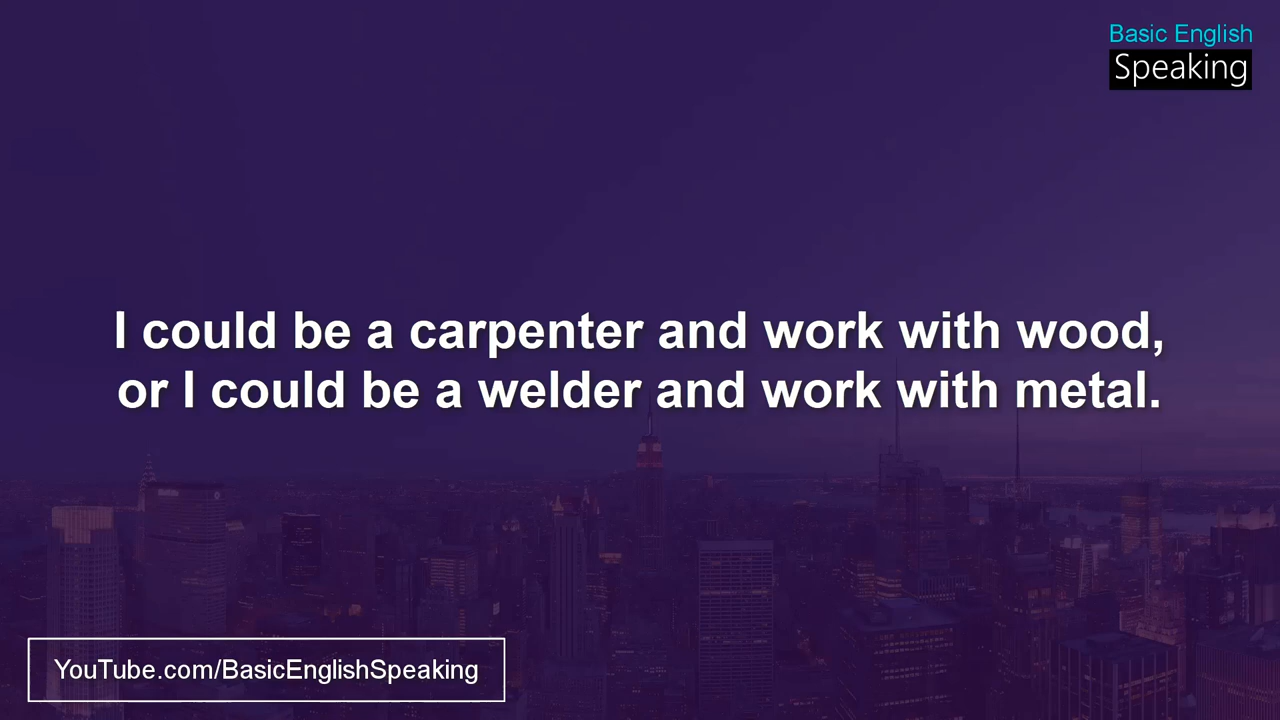 Basic English
Speaking
I could be a carpenter and work with wood,
or I could be a welder and work with metal.
YouTube.com/BasicEnglishSpeaking